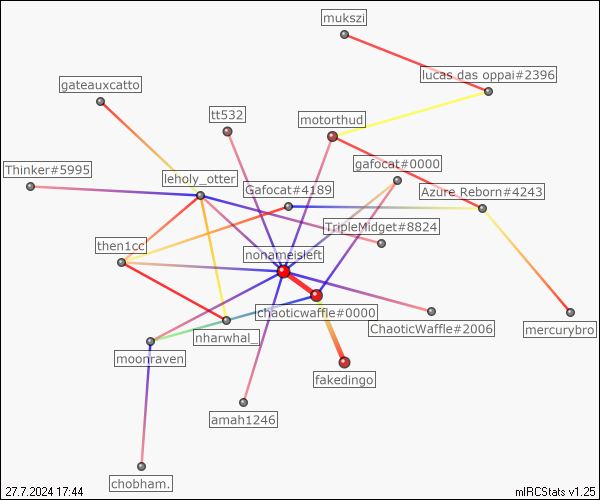 mukszi
lucas das oppai#2396
gateauxcatto
tt532
motorthud
gafocat#0000
Thinker#5995
leholy_otter
Gafocat#4189
Azure Reborn#4243
TripleMidget#8824
then1cc
nonameisleft
chaoticwaffle#0000
ChaoticWaffle#2006
mercurybro
nharwhal_
moonraven
fakedingo
amah1246
chobham.
27.7.2024 17:44
mIRCStats v1.25